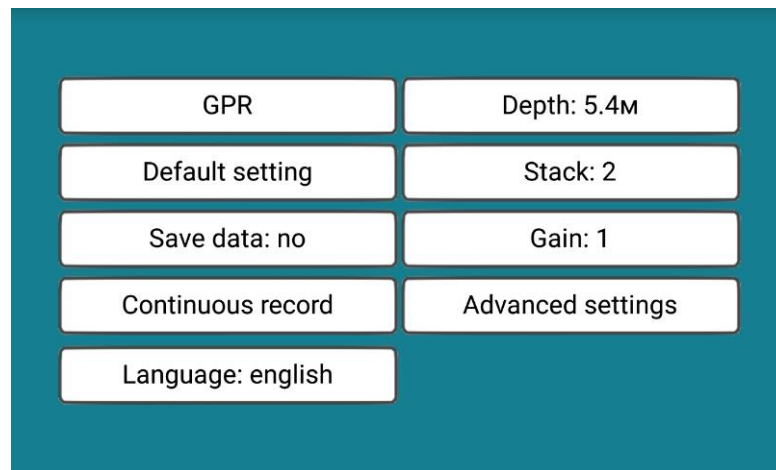 GPR
Depth: 5.4м
Default setting
Stack: 2
Save data: no
Gain: 1
Continuous record
Advanced settings
Language: english